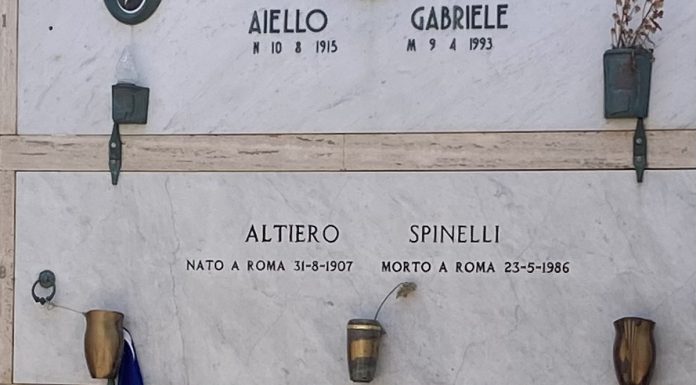 AIELLO GABRIELE
N 10 8 1915 M 9 4 1993
ALTIERO SPINELLI
NATO A ROMA 31-8-1907 MORTO A ROMA 23-5-1986